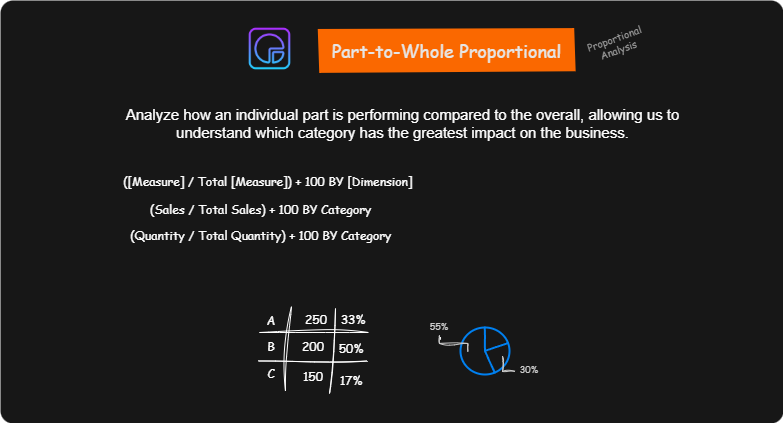 Part-to-Whole Proportional
Proportional
Analysis
Analyze how an individual part is performing compared to the overall, allowing us to
understand which category has the greatest impact on the business.
([Measure] / Total [Measure]) + 100 BY [Dimension]
(Sales / Total Sales) + 100 BY Category
(Quantity / Total Quantity) + 100 BY Category
A 250 33%
B 200 50%
C 150 17%
55%
30%